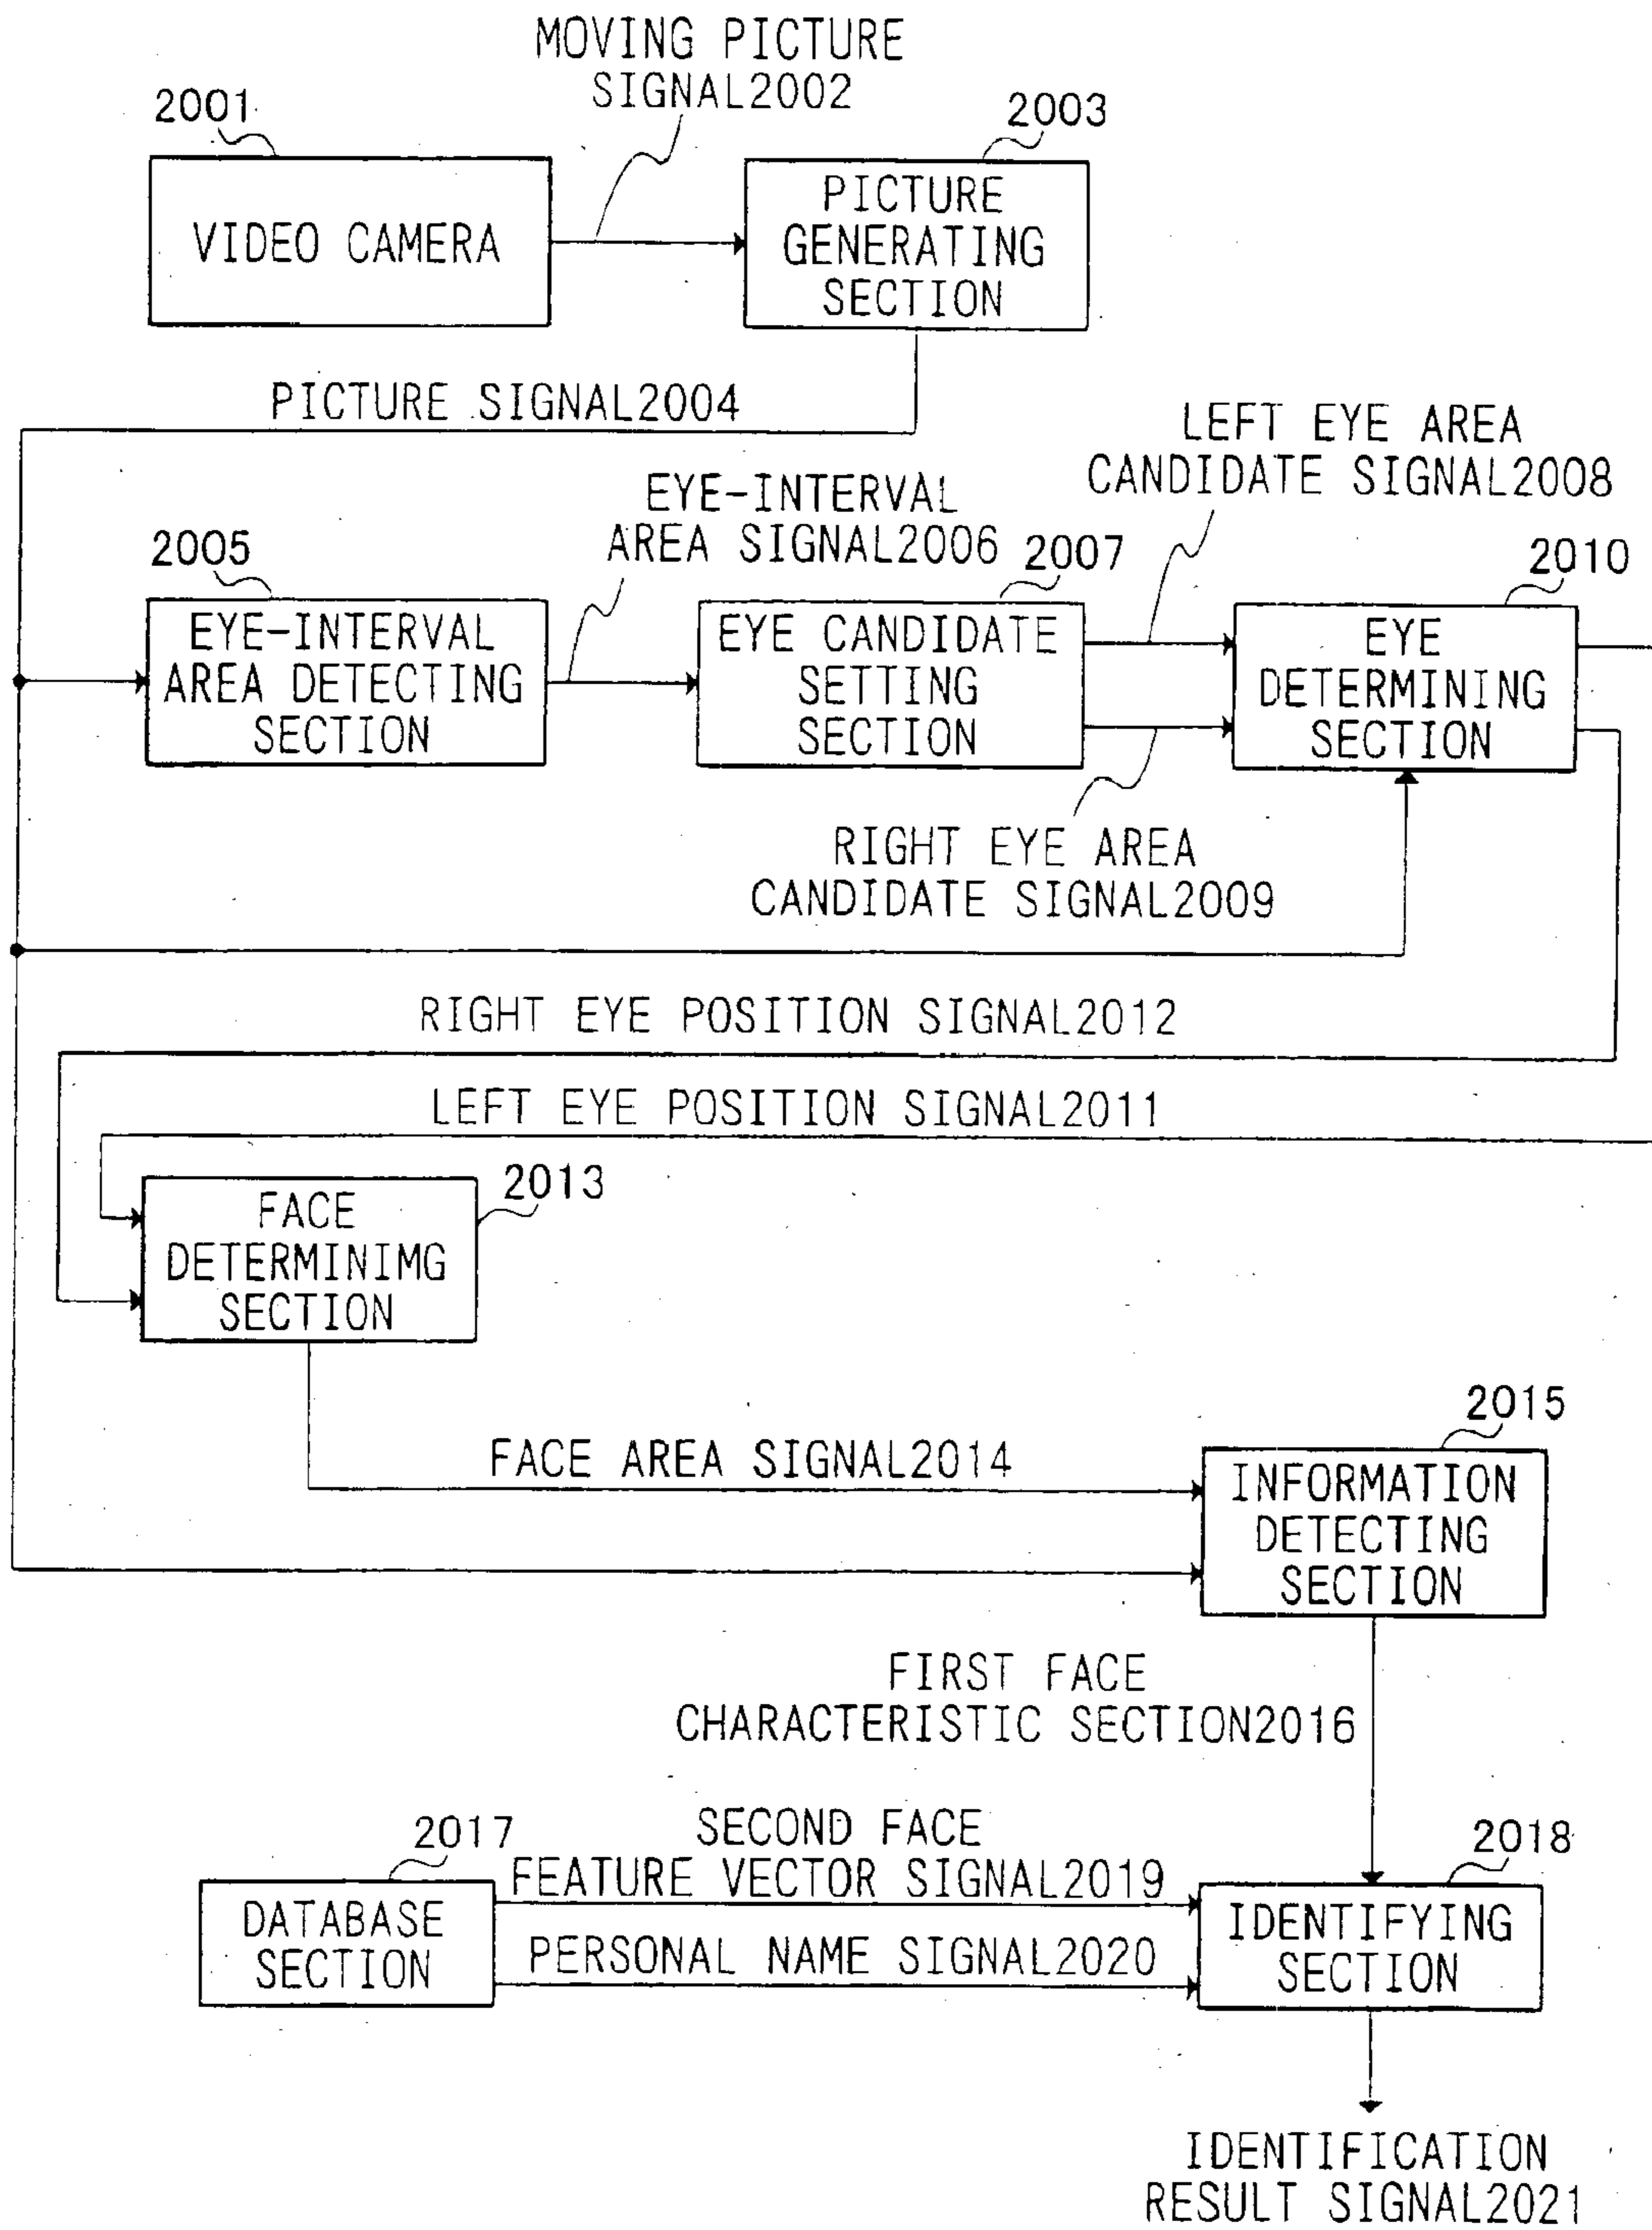 MOVING PICTURE
SIGNAL2002
2001
2003
VIDEO CAMERA
PICTURE
GENERATING
SECTION
PICTURE SIGNAL2004
LEFT EYE AREA
CANDIDATE SIGNAL2008
EYE-INTERVAL
AREA SIGNAL2006
2005
2007
2010
EYE-INTERVAL
AREA DETECTING
SECTION
EYE CANDIDATE
SETTING
SECTION
EYE
DETERMINING
SECTION
RIGHT EYE AREA
CANDIDATE SIGNAL2009
RIGHT EYE POSITION SIGNAL2012
LEFT EYE POSITION SIGNAL2011
2013
FACE
DETERMINIMG
SECTION
2015
FACE AREA SIGNAL2014
INFORMATION
DETECTING
SECTION
FIRST FACE
CHARACTERISTIC SECTION2016
2017
SECOND FACE
FEATURE VECTOR SIGNAL2019
2018
DATABASE
SECTION
PERSONAL NAME SIGNAL2020
IDENTIFYING
SECTION
IDENTIFICATION
RESULT SIGNAL2021